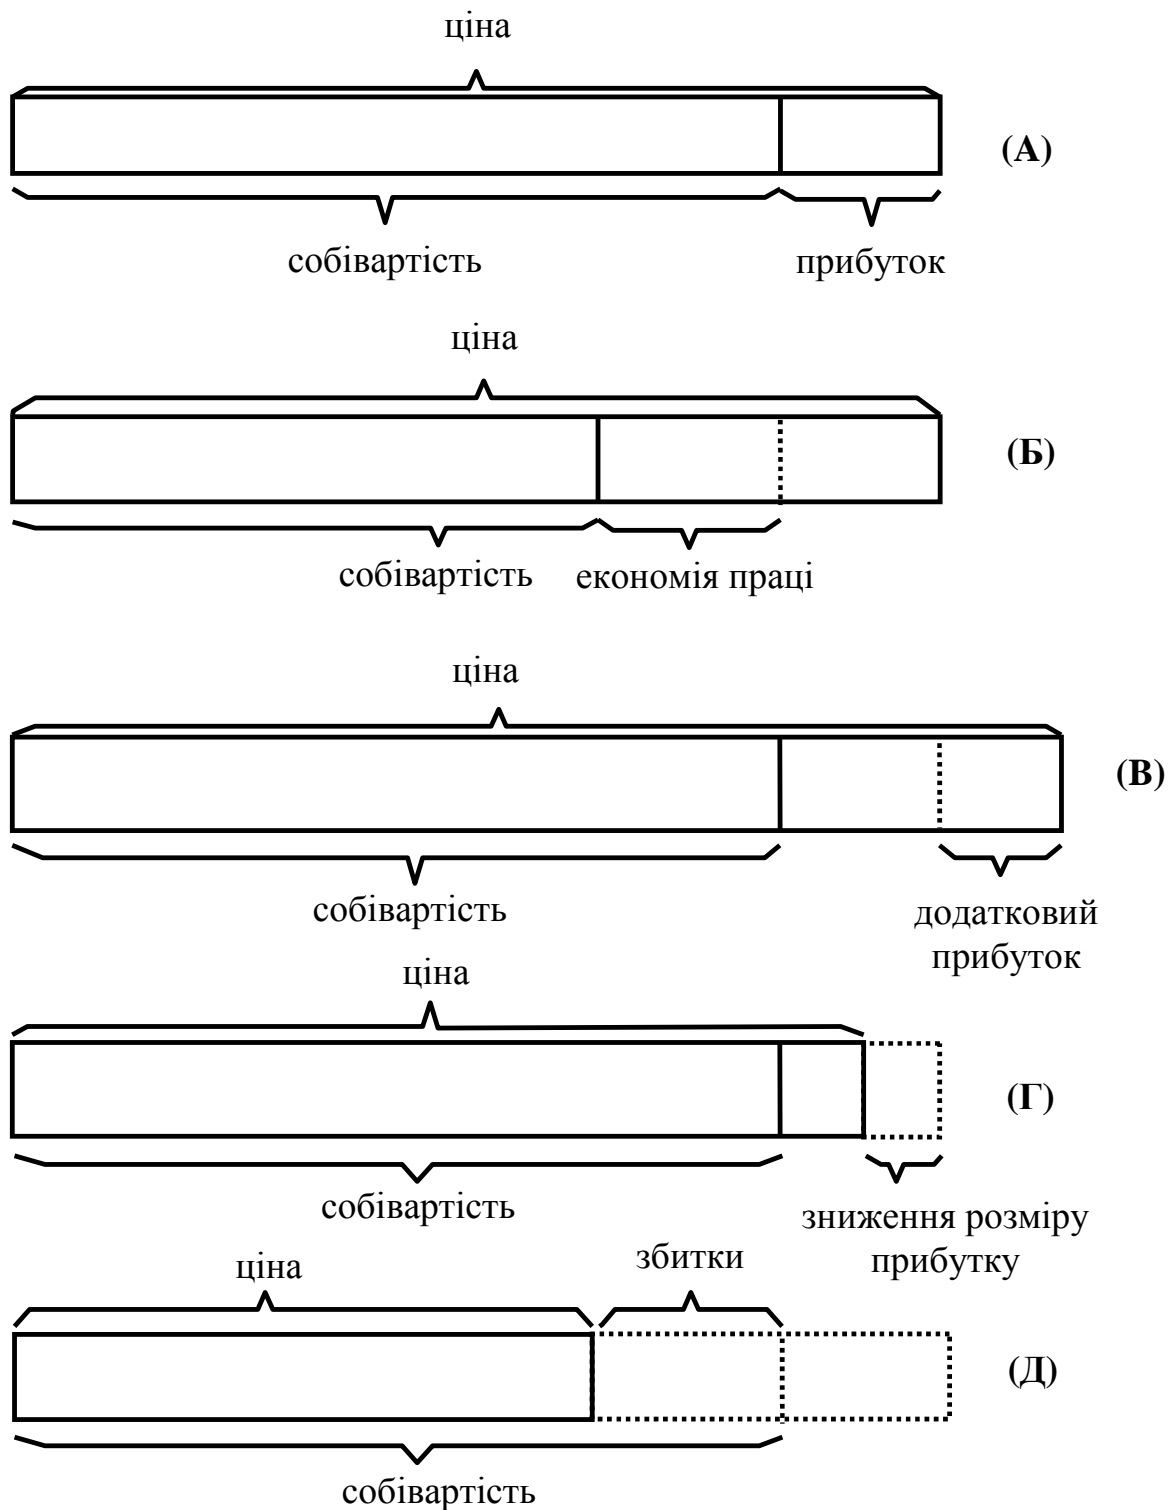 ціна
(А)
собівартість прибуток
ціна
(Б)
собівартість економія праці
ціна
(В)
собівартість додатковий
прибуток
ціна
(Г)
собівартість зниження розміру
прибутку
ціна збитки
(Д)
собівартість